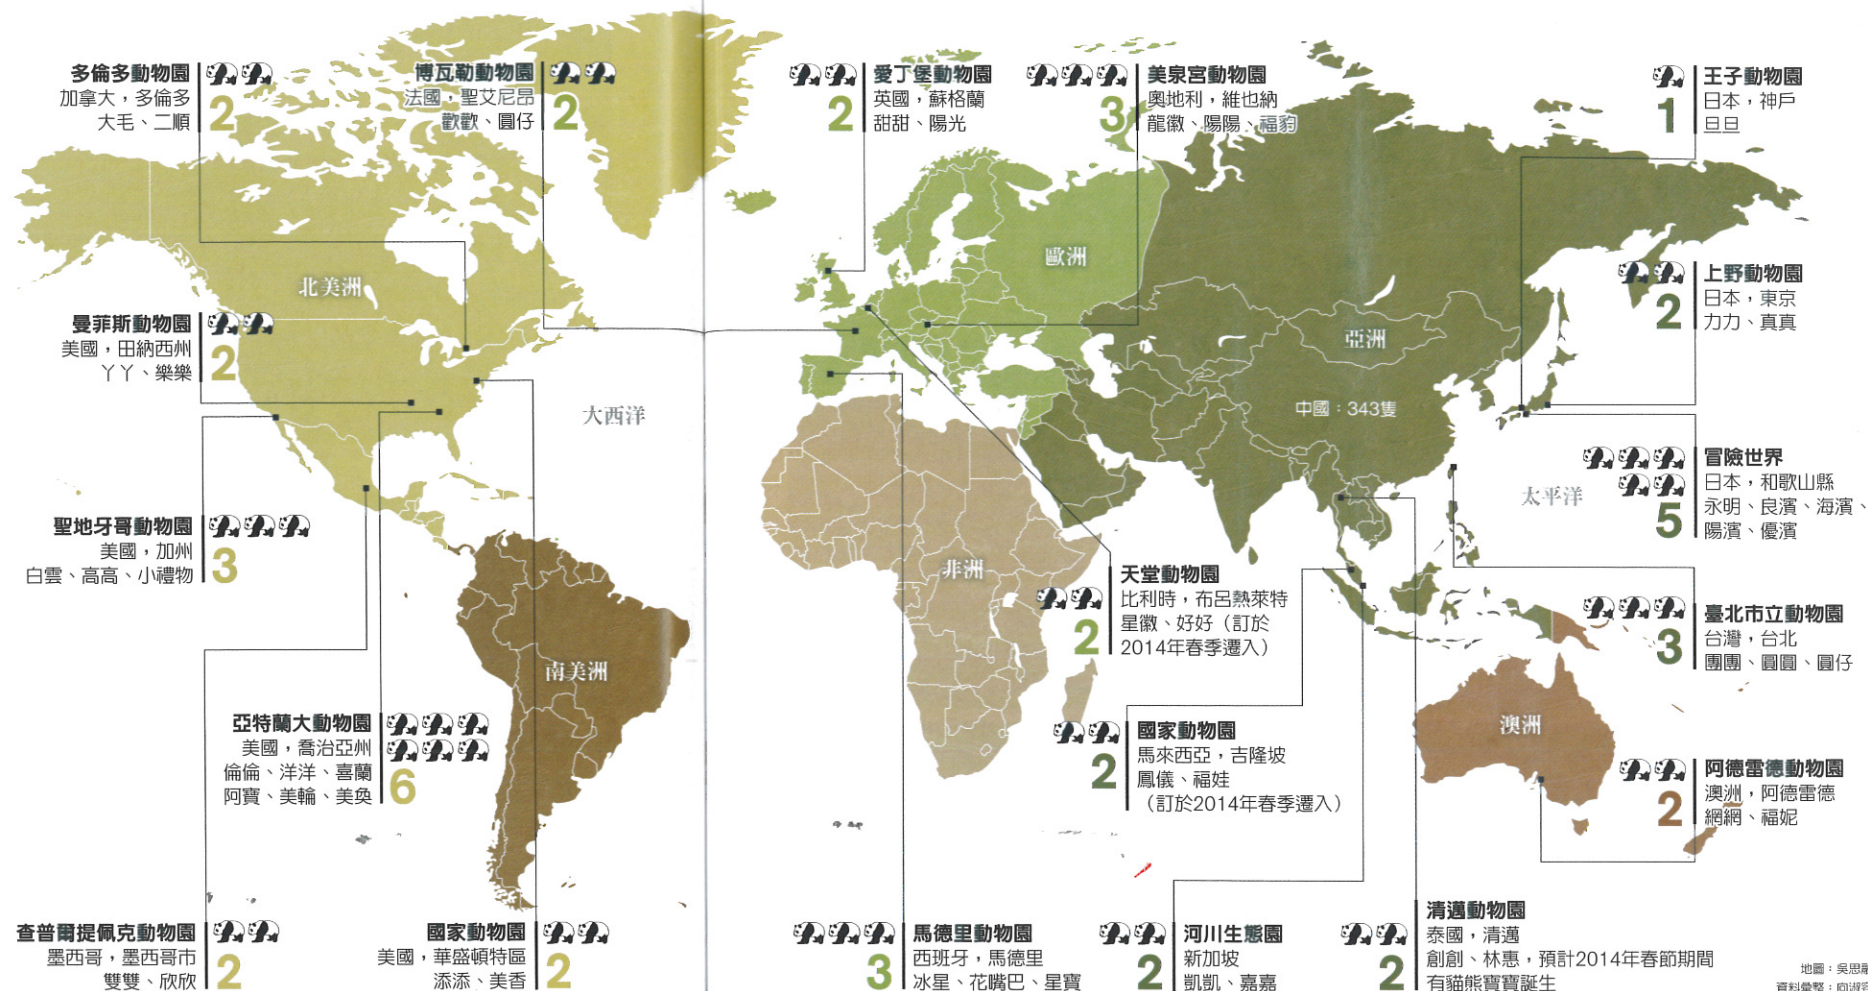 多倫多動物園
加拿大，多倫多
大毛、二順
2
博瓦勒動物園
法國，聖艾尼昂
歡歡、圓仔
2
愛丁堡動物園
英國，蘇格蘭
甜甜、陽光
2
美泉宮動物園
奧地利，維也納
龍徽、陽陽、福豹
3
王子動物園
日本，神戶
旦旦
1
歐洲
北美洲
亞洲
上野動物園
日本，東京
力力、真真
2
曼菲斯動物園
美國，田納西州
丫丫、樂樂
2
大西洋
中國：343隻
太平洋
冒險世界
日本，和歌山縣
永明、良濱、海濱、
陽濱、優濱
5
聖地牙哥動物園
美國，加州
白雲、高高、小禮物
3
非洲
天堂動物園
比利時，布呂熱萊特
星徽、好好（訂於
2014年春季遷入）
2
臺北市立動物園
台灣，台北
團團、圓圓、圓仔
3
南美洲
澳洲
亞特蘭大動物園
美國，喬治亞州
倫倫、洋洋、喜蘭
阿寶、美輪、美奐
6
國家動物園
馬來西亞，吉隆坡
鳳儀、福娃
（訂於2014年春季遷入）
2
阿德雷德動物園
澳洲，阿德雷德
網網、福妮
2
查普爾提佩克動物園
墨西哥，墨西哥市
雙雙、欣欣
2
國家動物園
美國，華盛頓特區
添添、美香
2
馬德里動物園
西班牙，馬德里
冰星、花嘴巴、星寶
3
河川生態園
新加坡
凱凱、嘉嘉
2
清邁動物園
泰國，清邁
創創、林惠，預計2014年春節期間
有貓熊寶寶誕生
2
地圖：吳思
資料彙整：向淑